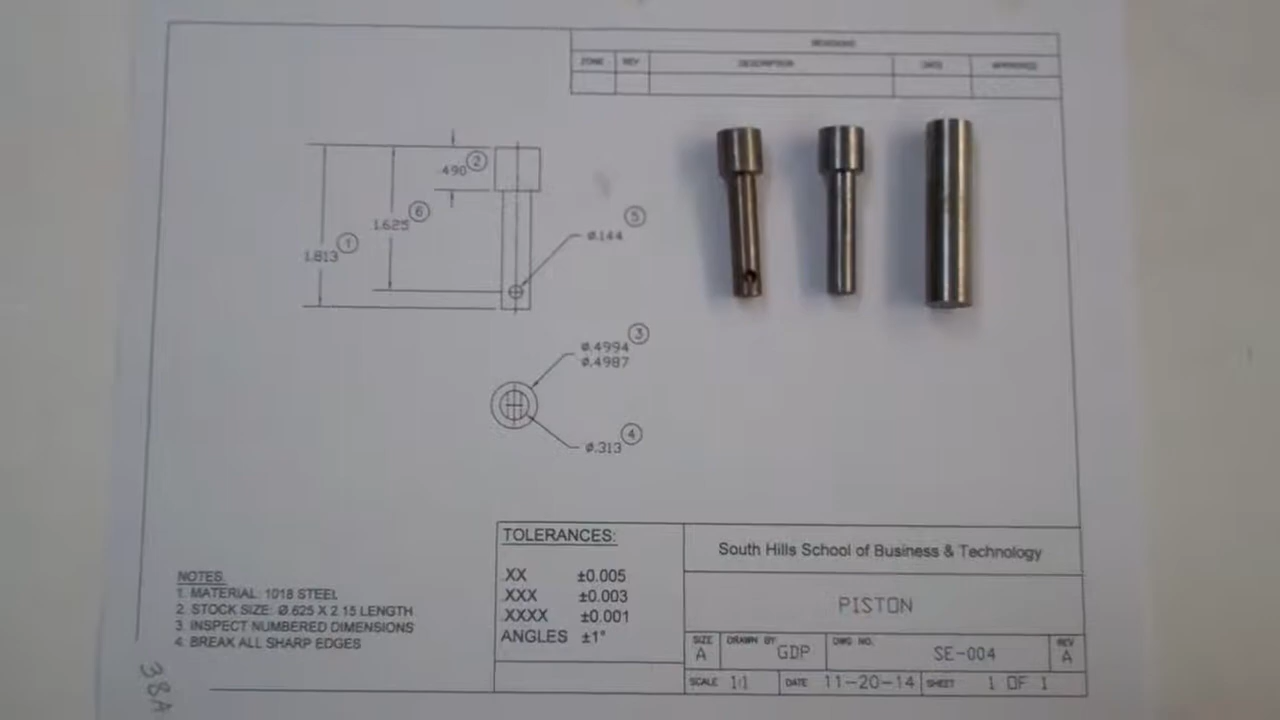 REVISIONS
ZONE REV DESCRIPTION DATE APPROVED
.490 2
5
1.625 6
Ø.144
1.813 1
3
Ø.4994
Ø.4987
4
Ø.313
TOLERANCES:
.XX ±0.005
.XXX ±0.003
.XXXX ±0.001
ANGLES ±1°
NOTES:
1. MATERIAL: 1018 STEEL
2. STOCK SIZE: Ø.625 X 2.15 LENGTH
3. INSPECT NUMBERED DIMENSIONS
4. BREAK ALL SHARP EDGES
South Hills School of Business & Technology
PISTON
SIZE A DRAWN BY GDP DWG NO. SE-004 REV A
SCALE 1:1 DATE 11-20-14 SHEET 1 OF 1
38A